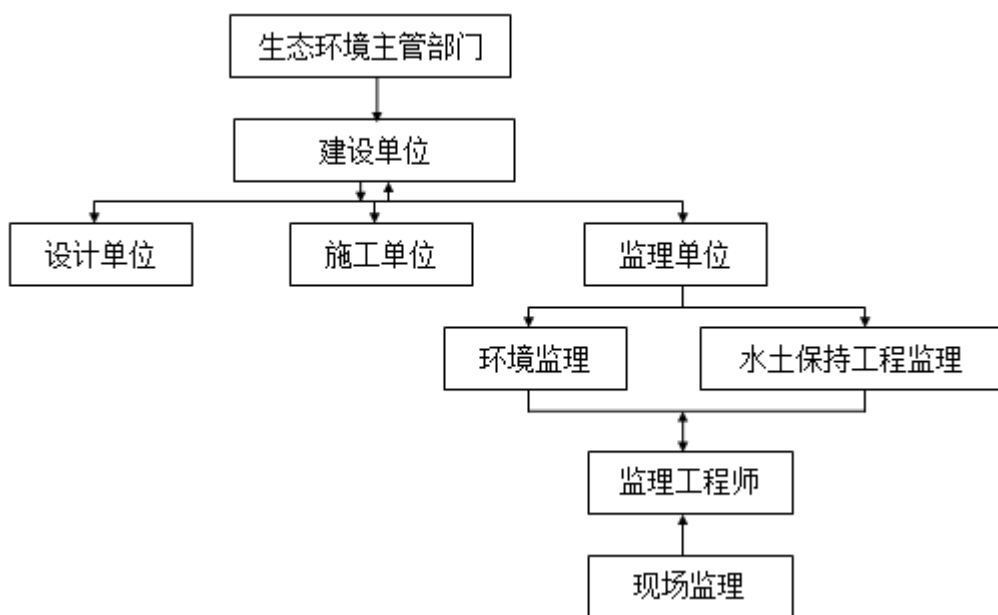 生态环境主管部门
建设单位
设计单位
施工单位
监理单位
环境监理
水土保持工程监理
监理工程师
现场监理